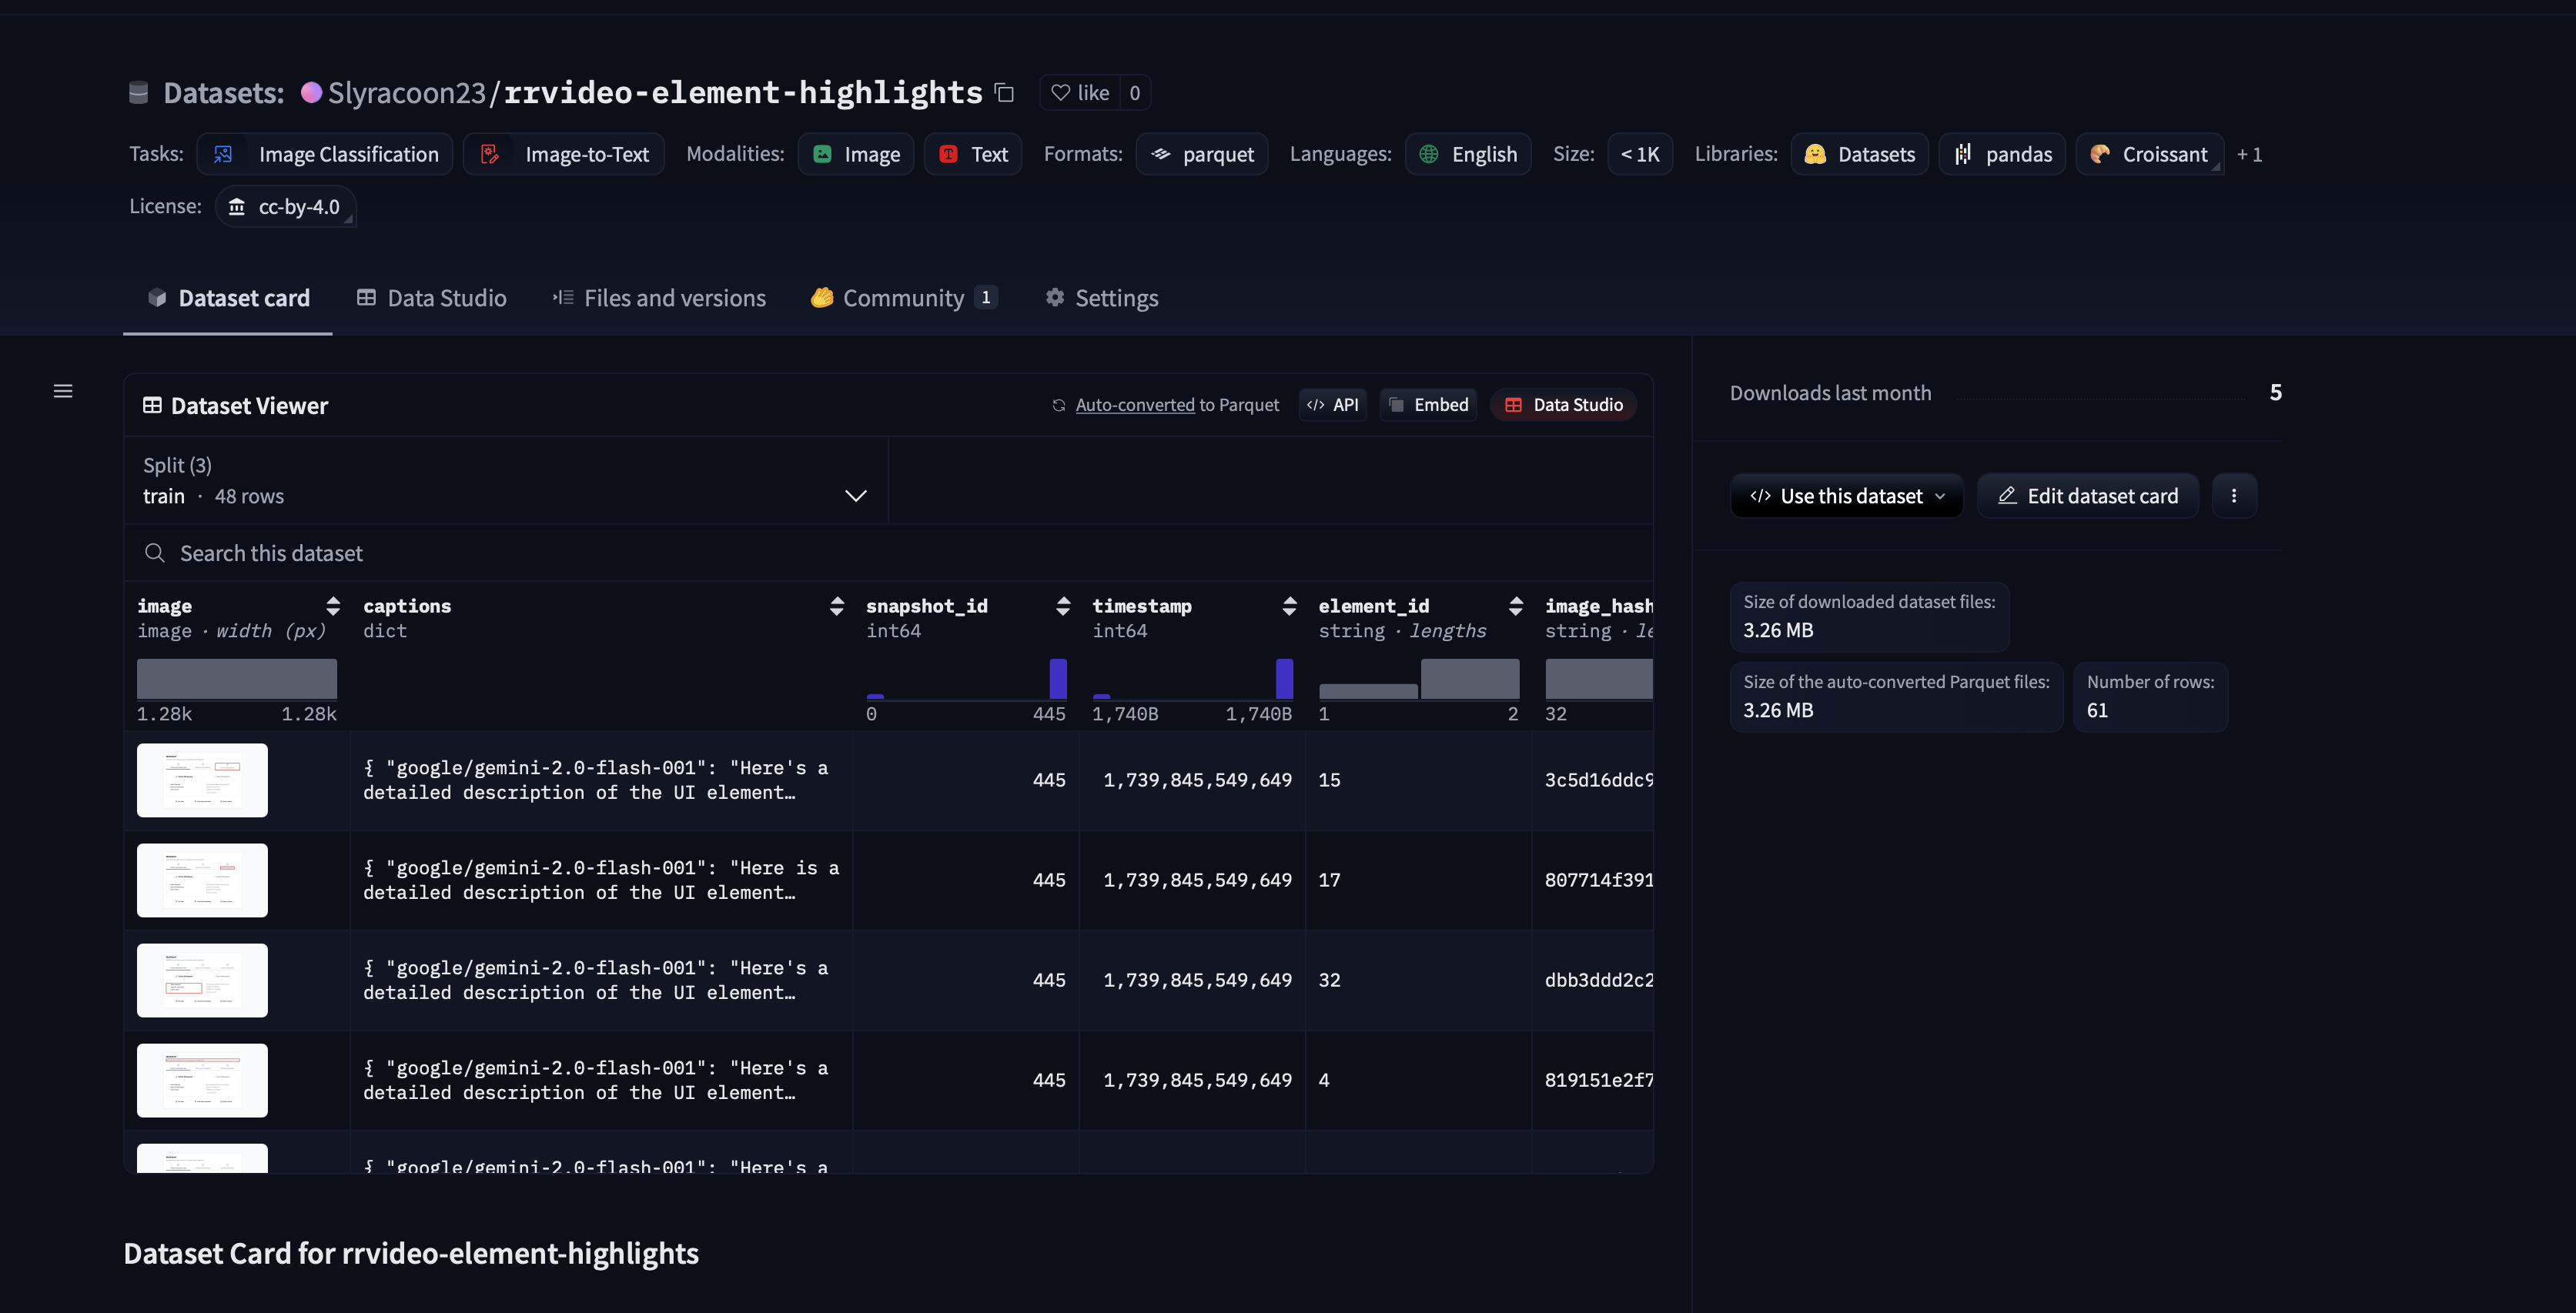 Datasets: Slyracoon23/rrvideo-element-highlights like 0
Tasks: Image Classification Image-to-Text Modalities: Image Text Formats: parquet Languages: English Size: < 1K Libraries: Datasets pandas Croissant + 1
License: cc-by-4.0
Dataset card Data Studio Files and versions Community 1 Settings
Dataset Viewer Auto-converted to Parquet API Embed Data Studio
Split (3)
train · 48 rows
Search this dataset
image captions snapshot_id timestamp element_id image_hash
image · width (px) dict int64 int64 string · lengths string · le
1.28k 1.28k 0 445 1,740B 1,740B 1 2 32
{ "google/gemini-2.0-flash-001": "Here's a
detailed description of the UI element…
445 1,739,845,549,649 15 3c5d16ddc9
{ "google/gemini-2.0-flash-001": "Here is a
detailed description of the UI element…
445 1,739,845,549,649 17 807714f391
{ "google/gemini-2.0-flash-001": "Here's a
detailed description of the UI element…
445 1,739,845,549,649 32 dbb3ddd2c2
{ "google/gemini-2.0-flash-001": "Here's a
detailed description of the UI element…
445 1,739,845,549,649 4 819151e2f7
{ "google/gemini-2.0-flash-001": "Here's a
Dataset Card for rrvideo-element-highlights
Downloads last month 5
Use this dataset Edit dataset card
Size of downloaded dataset files:
3.26 MB
Size of the auto-converted Parquet files:
3.26 MB
Number of rows:
61